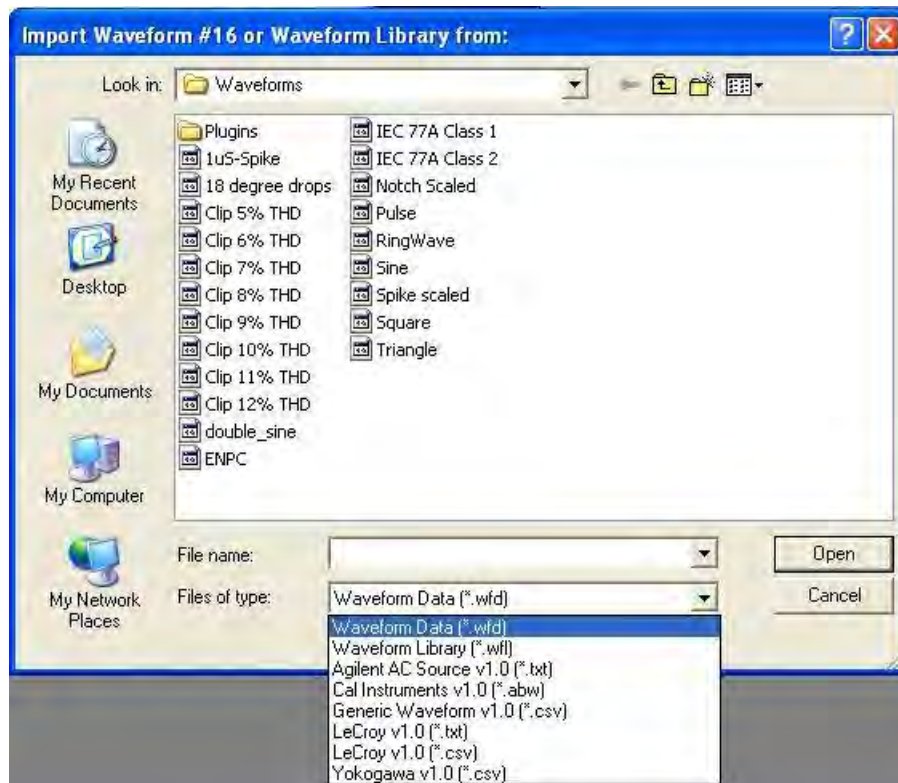 Import Waveform #16 or Waveform Library from:
Look in:
Waveforms
My Recent
Documents
Desktop
My Documents
My Computer
My Network
Places
Plugins
1uS-Spike
18 degree drops
Clip 5% THD
Clip 6% THD
Clip 7% THD
Clip 8% THD
Clip 9% THD
Clip 10% THD
Clip 11% THD
Clip 12% THD
double_sine
ENPC
IEC 77A Class 1
IEC 77A Class 2
Notch Scaled
Pulse
RingWave
Sine
Spike scaled
Square
Triangle
File name:
Open
Files of type:
Waveform Data (*.wfd)
Cancel
Waveform Data (*.wfd)
Waveform Library (*.wfl)
Agilent AC Source v1.0 (*.txt)
Cal Instruments v1.0 (*.abw)
Generic Waveform v1.0 (*.csv)
LeCroy v1.0 (*.txt)
LeCroy v1.0 (*.csv)
Yokogawa v1.0 (*.csv)